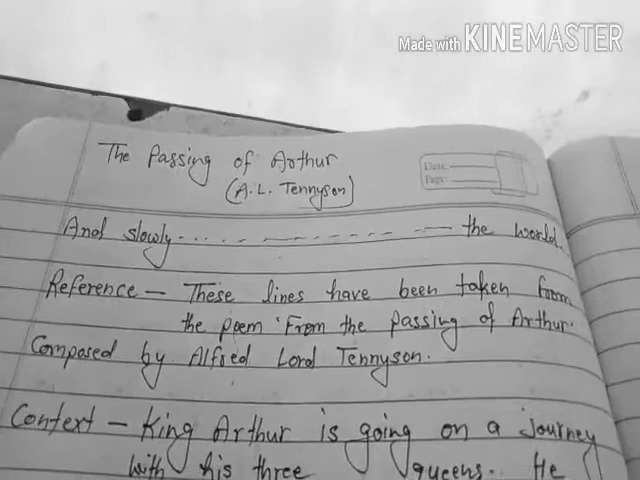 Made with KINEMASTER
The Passing of Arthur
(A.L. Tennyson)
Date:
Page:
And slowly ..... — ------ — the world.
Reference – These lines have been taken form
the poem 'From the passing of Arthur.
Composed by Alfred Lord Tennyson.
Context – King Arthur is going on a journey
with his three queens. He